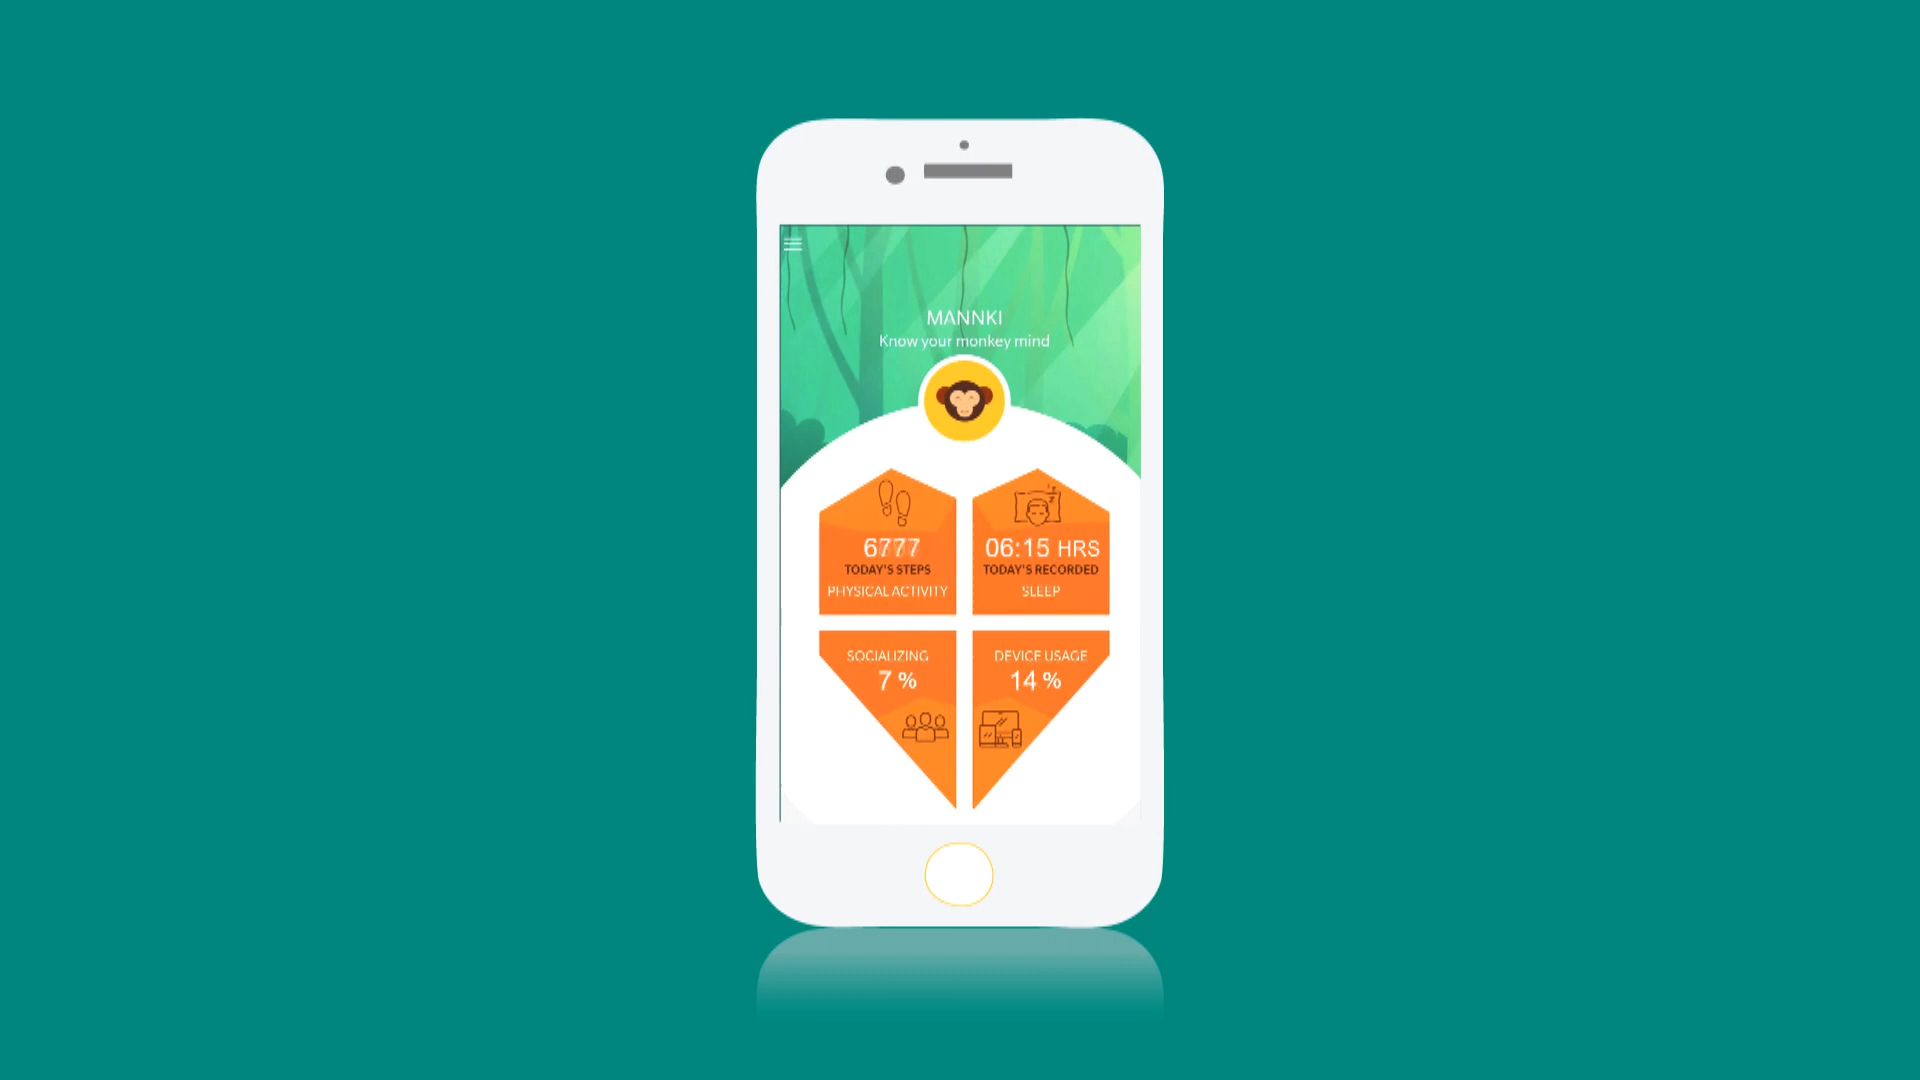 MANNKI
Know your monkey mind
6777
TODAY'S STEPS
PHYSICAL ACTIVITY
06:15 HRS
TODAY'S RECORDED
SLEEP
SOCIALIZING
7 %
DEVICE USAGE
14 %